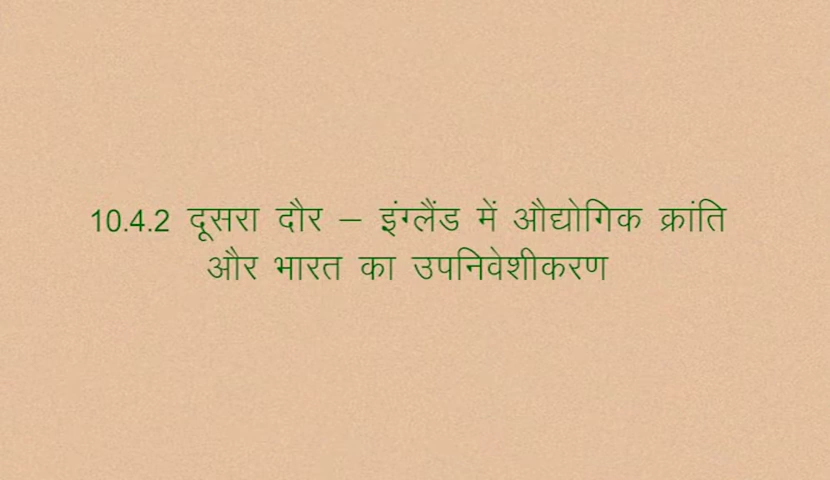 10.4.2 दूसरा दौर – इंग्लैंड में औद्योगिक क्रांति
और भारत का उपनिवेशीकरण